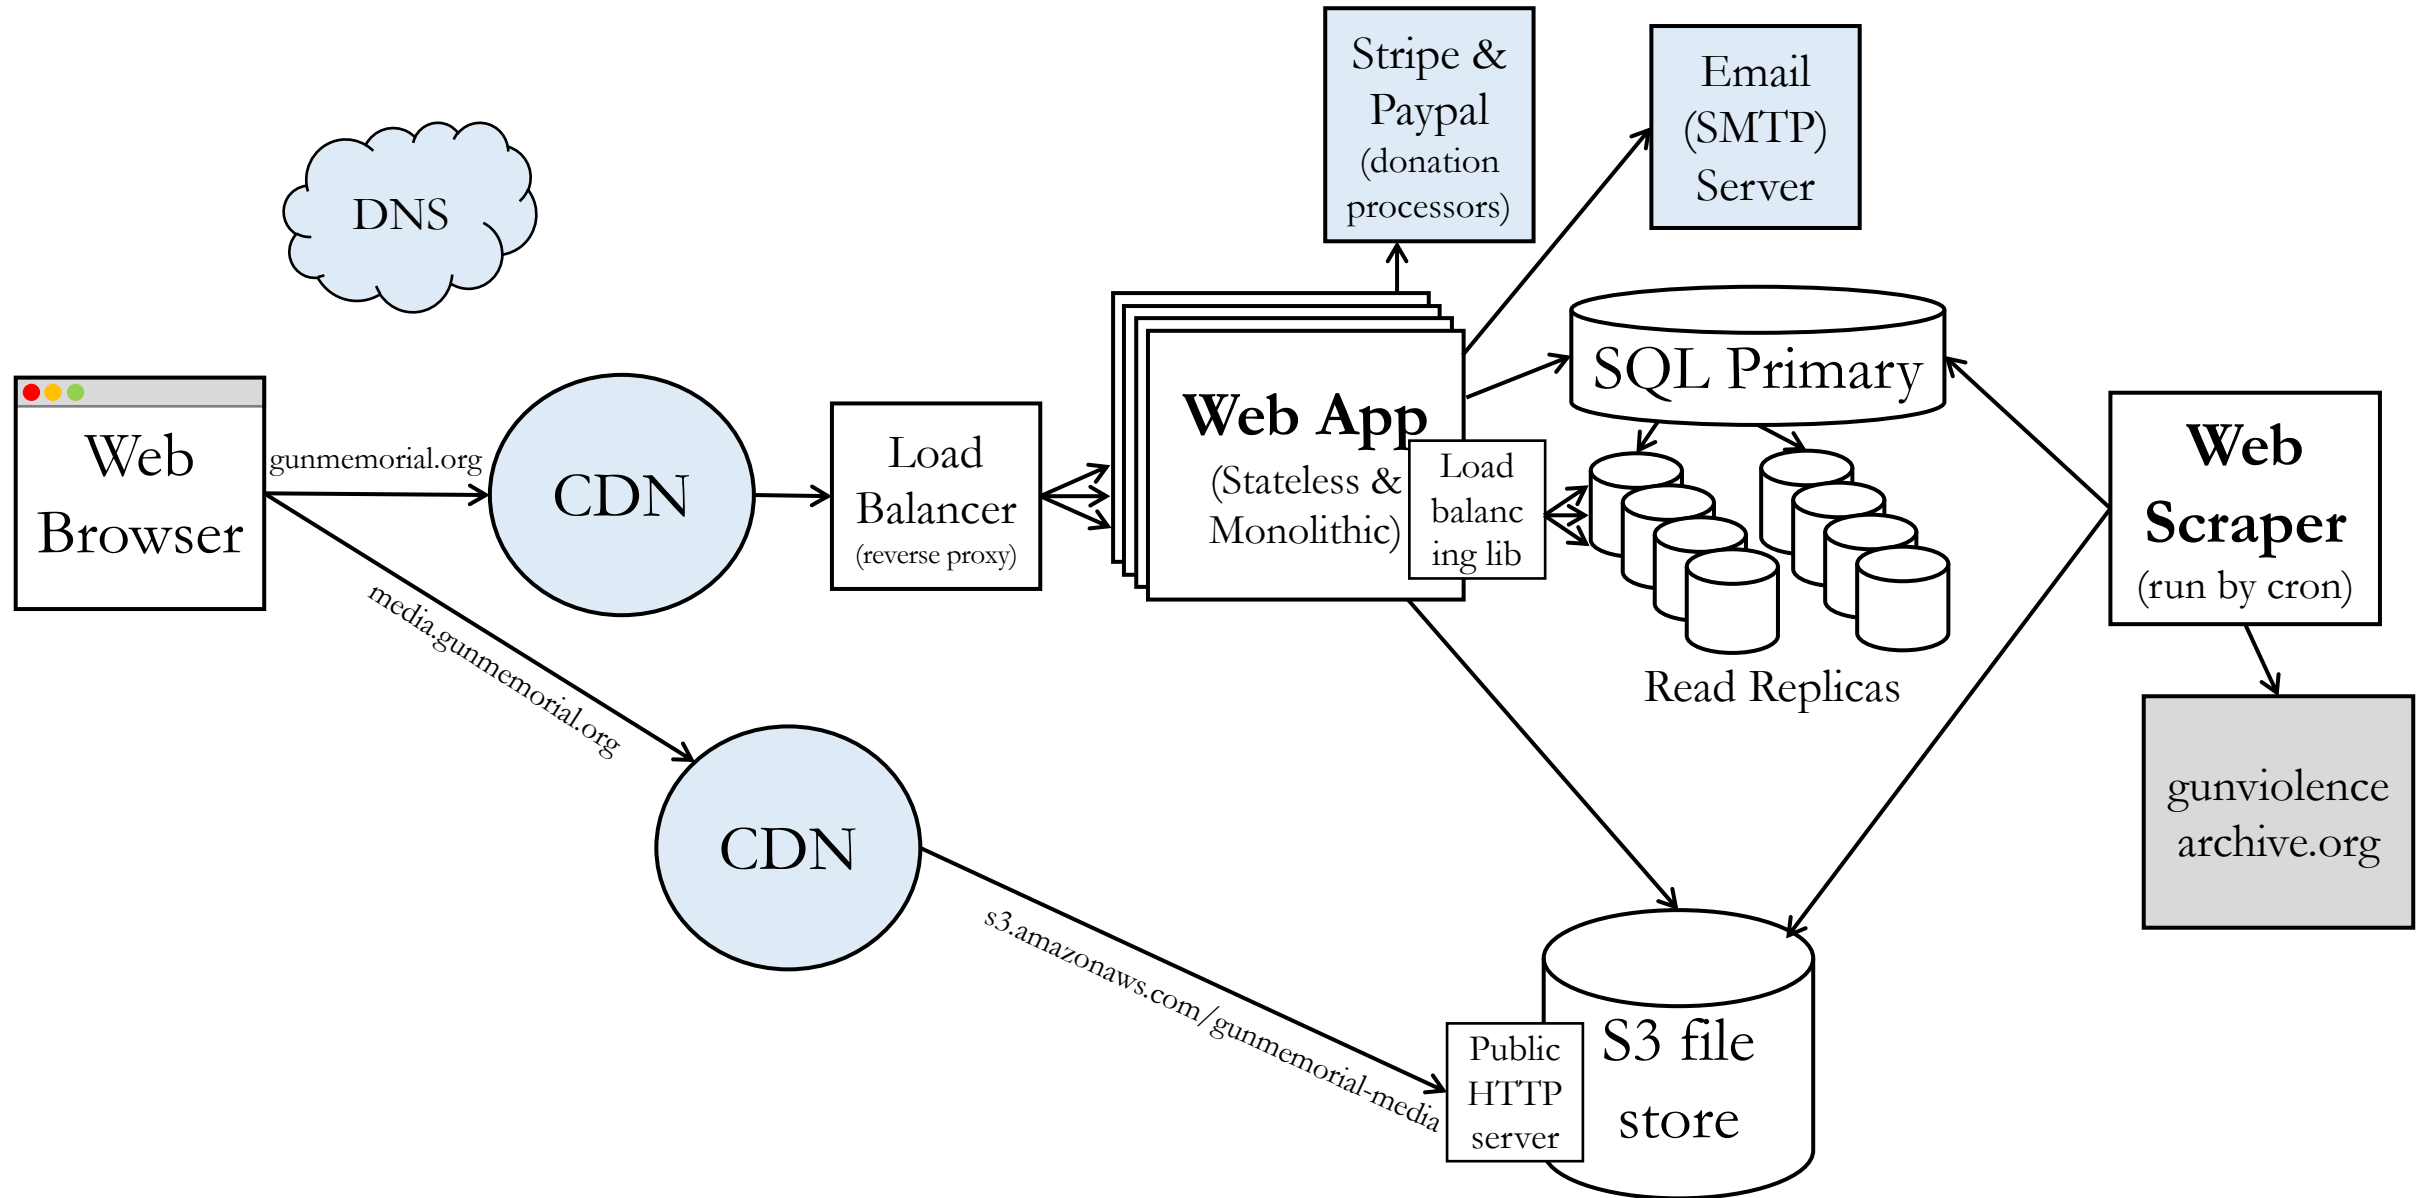 DNS
Web
Browser
gunmemorial.org
media.gunmemorial.org
CDN
CDN
Load
Balancer
(reverse proxy)
Stripe &
Paypal
(donation
processors)
Email
(SMTP)
Server
Web App
(Stateless &
Monolithic)
Load
balanc
ing lib
SQL Primary
Read Replicas
Web
Scraper
(run by cron)
gunviolence
archive.org
s3.amazonaws.com/gunmemorial-media
Public
HTTP
server
S3 file
store